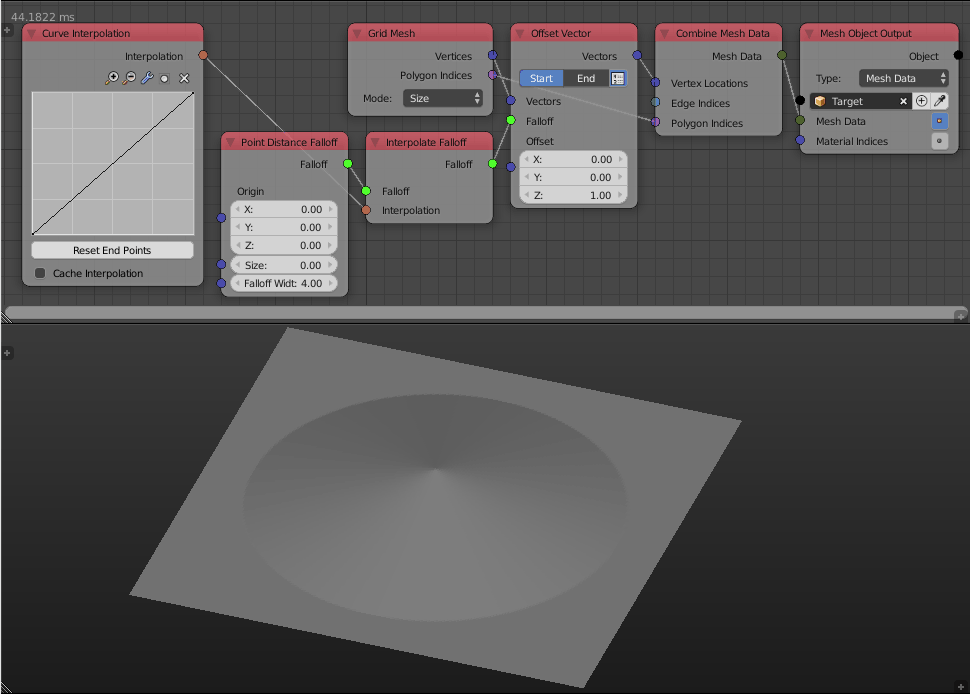 44.1822 ms
Curve Interpolation
Interpolation
Reset End Points
Cache Interpolation
Point Distance Falloff
Falloff
Origin
X: 0.00
Y: 0.00
Z: 0.00
Size: 0.00
Falloff Widt: 4.00
Grid Mesh
Vertices
Polygon Indices
Mode: Size
Interpolate Falloff
Falloff
Falloff
Interpolation
Offset Vector
Vectors
Start End
Vectors
Falloff
Offset
X: 0.00
Y: 0.00
Z: 1.00
Combine Mesh Data
Mesh Data
Vertex Locations
Edge Indices
Polygon Indices
Mesh Object Output
Object
Type: Mesh Data
Target
Mesh Data
Material Indices